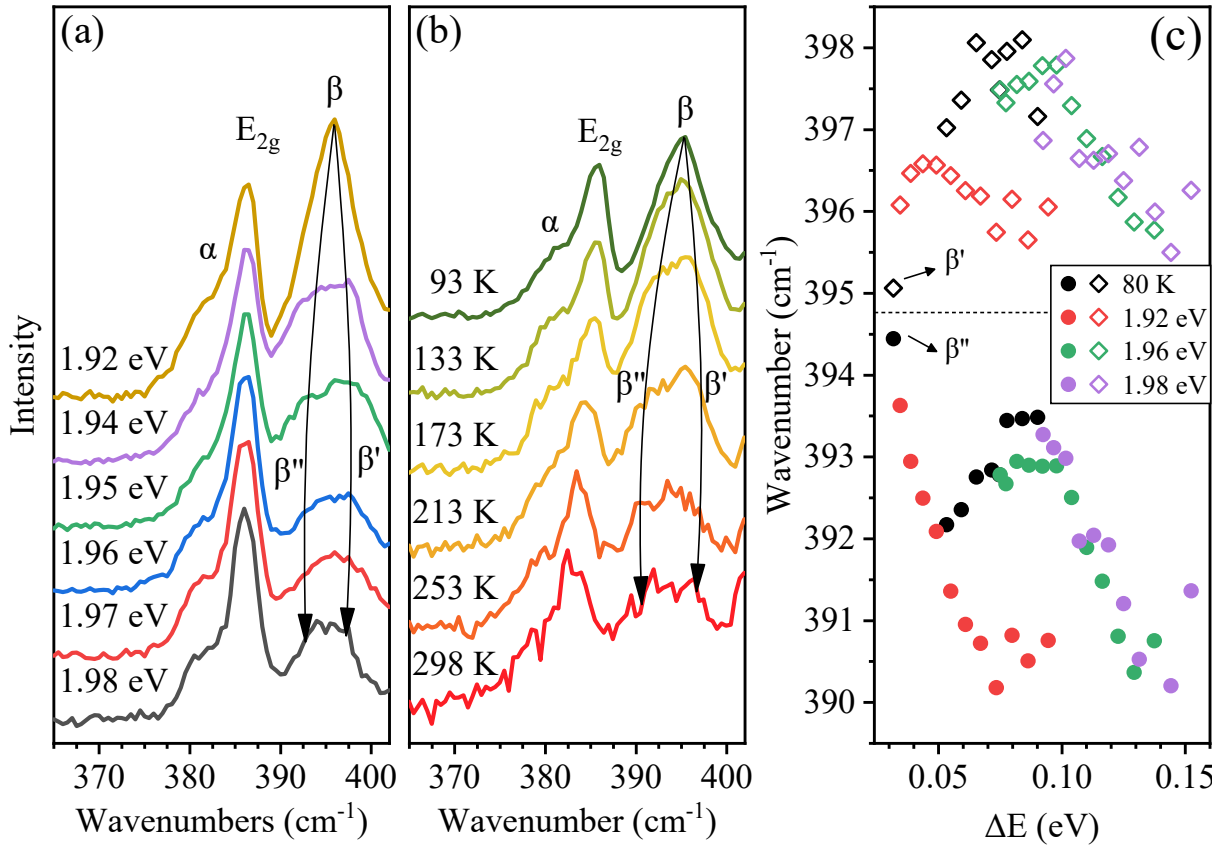 (a)
β
E2g
α
1.92 eV
1.94 eV
1.95 eV
β"
β'
1.96 eV
1.97 eV
1.98 eV
Intensity
370 380 390 400
Wavenumbers (cm-1)
(b)
β
E2g
α
93 K
133 K
173 K
β"
β'
213 K
253 K
298 K
370 380 390 400
Wavenumber (cm-1)
(c)
398
397
396
395
394
393
392
391
390
Wavenumber (cm-1)
β'
β"
80 K
1.92 eV
1.96 eV
1.98 eV
0.05 0.10 0.15
ΔE (eV)